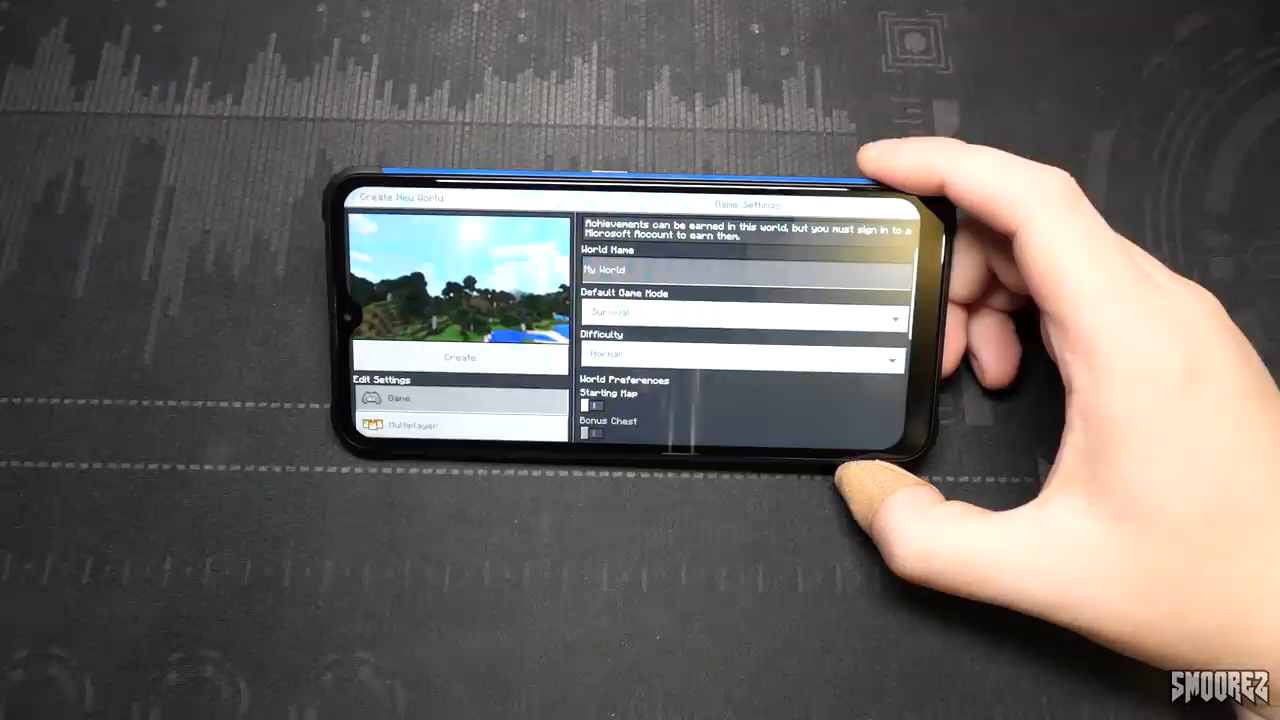 Create New World
Game Settings
Achievements can be earned in this world, but you must sign in to a
Microsoft Account to earn them.
World Name
My World
Default Game Mode
Survival
Difficulty
Normal
Create
World Preferences
Edit Settings
Starting Map
Game
Bonus Chest
Multiplayer
SMOOREZ